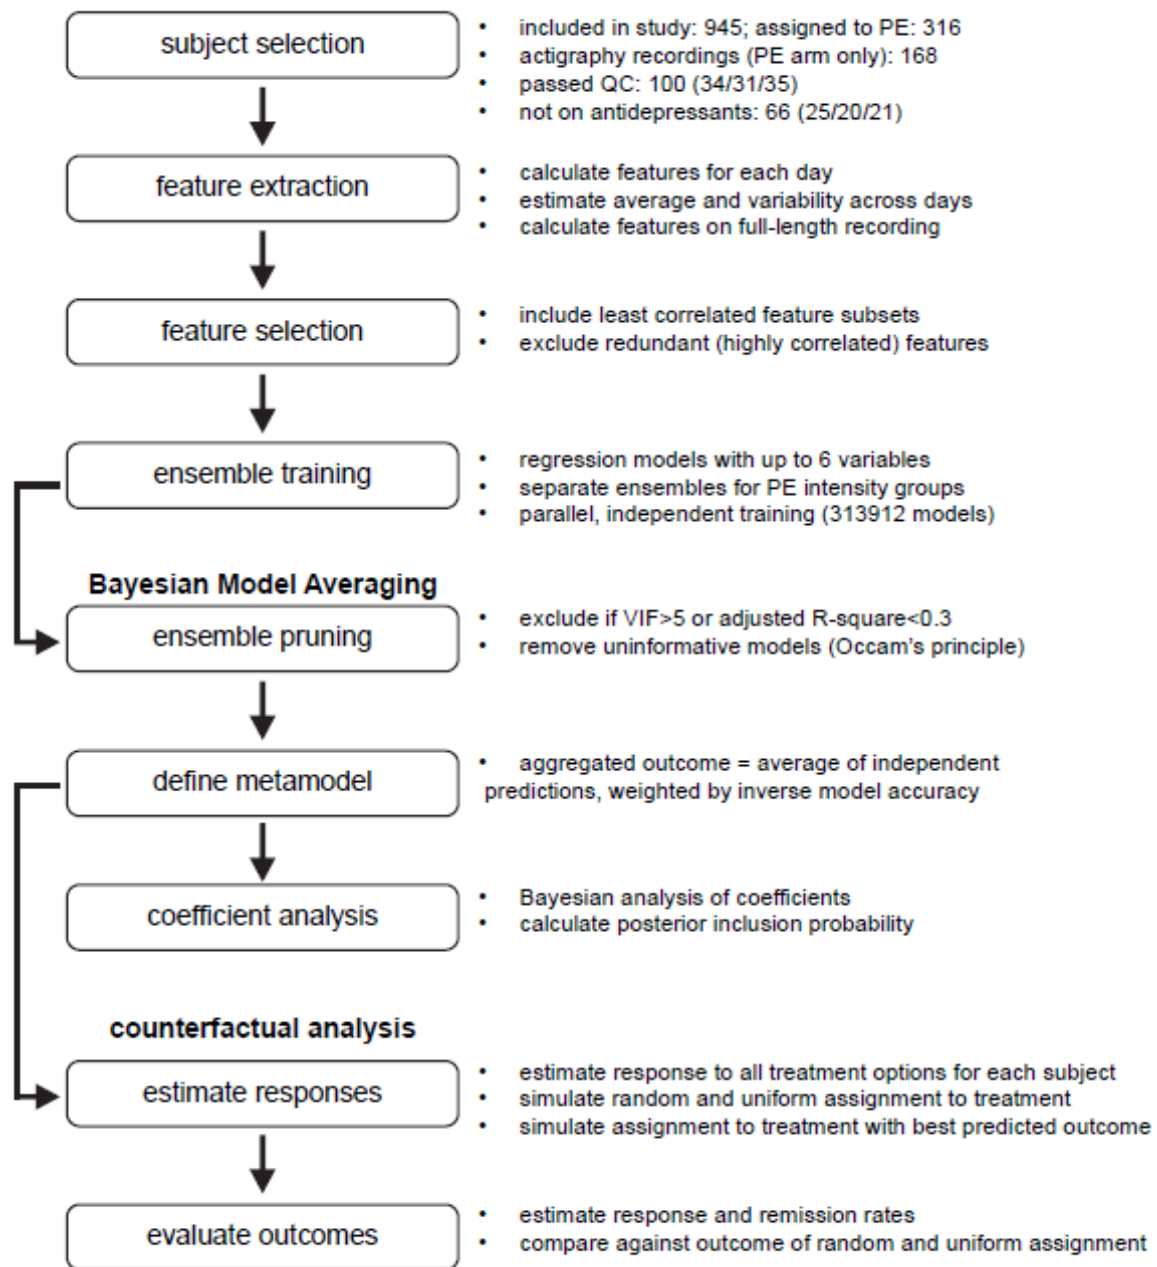 subject selection
• included in study: 945; assigned to PE: 316
• actigraphy recordings (PE arm only): 168
• passed QC: 100 (34/31/35)
• not on antidepressants: 66 (25/20/21)
feature extraction
• calculate features for each day
• estimate average and variability across days
• calculate features on full-length recording
feature selection
• include least correlated feature subsets
• exclude redundant (highly correlated) features
ensemble training
• regression models with up to 6 variables
• separate ensembles for PE intensity groups
• parallel, independent training (313912 models)
Bayesian Model Averaging
ensemble pruning
• exclude if VIF>5 or adjusted R-square<0.3
• remove uninformative models (Occam's principle)
define metamodel
• aggregated outcome = average of independent
predictions, weighted by inverse model accuracy
coefficient analysis
• Bayesian analysis of coefficients
• calculate posterior inclusion probability
counterfactual analysis
estimate responses
• estimate response to all treatment options for each subject
• simulate random and uniform assignment to treatment
• simulate assignment to treatment with best predicted outcome
evaluate outcomes
• estimate response and remission rates
• compare against outcome of random and uniform assignment